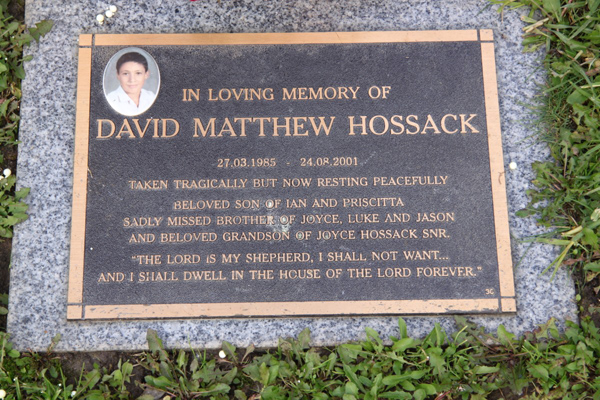 IN LOVING MEMORY OF
DAVID MATTHEW HOSSACK
27.03.1985 - 24.08.2001
TAKEN TRAGICALLY BUT NOW RESTING PEACEFULLY
BELOVED SON OF IAN AND PRISCITTA
SADLY MISSED BROTHER OF JOYCE, LUKE AND JASON
AND BELOVED GRANDSON OF JOYCE HOSSACK SNR.
"THE LORD IS MY SHEPHERD, I SHALL NOT WANT...
AND I SHALL DWELL IN THE HOUSE OF THE LORD FOREVER."